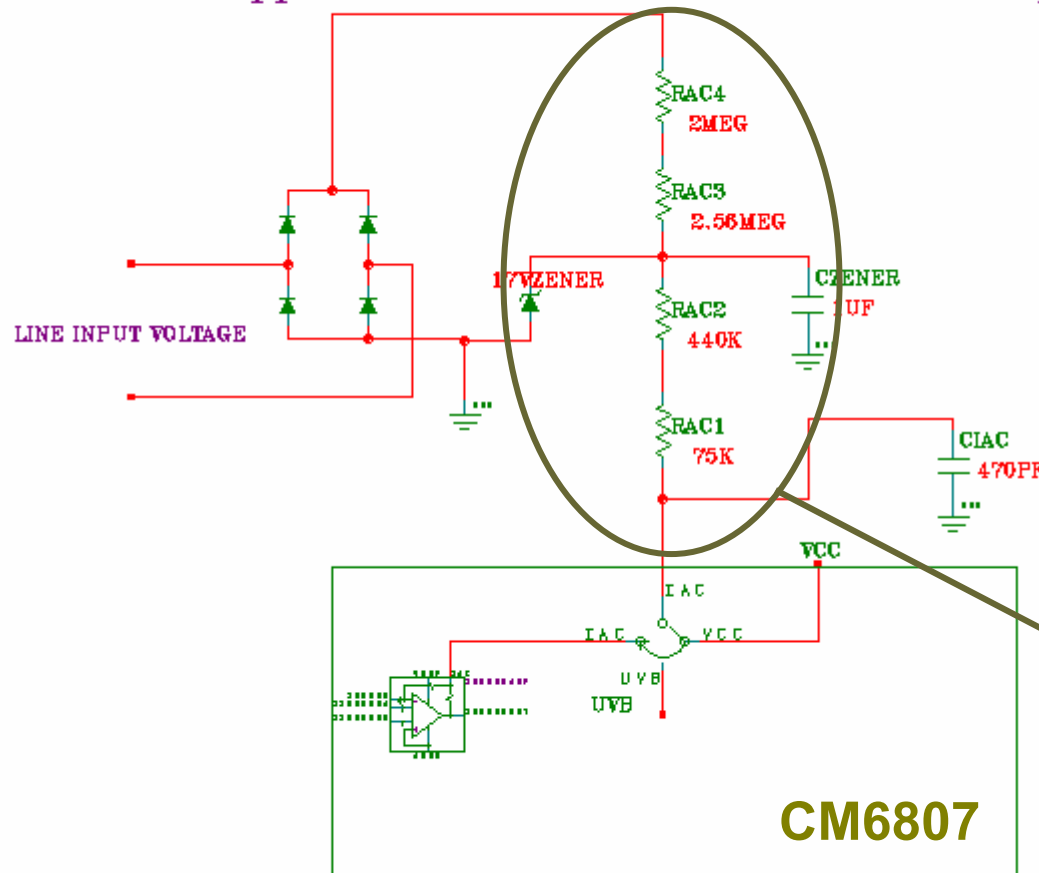 RAC4
2MEG
RAC3
2.56MEG
17VZENER
CZENER
1UF
RAC2
440K
LINE INPUT VOLTAGE
RAC1
75K
CIAC
470PF
VCC
IAC
IAC
VCC
UVB
UVB
CM6807